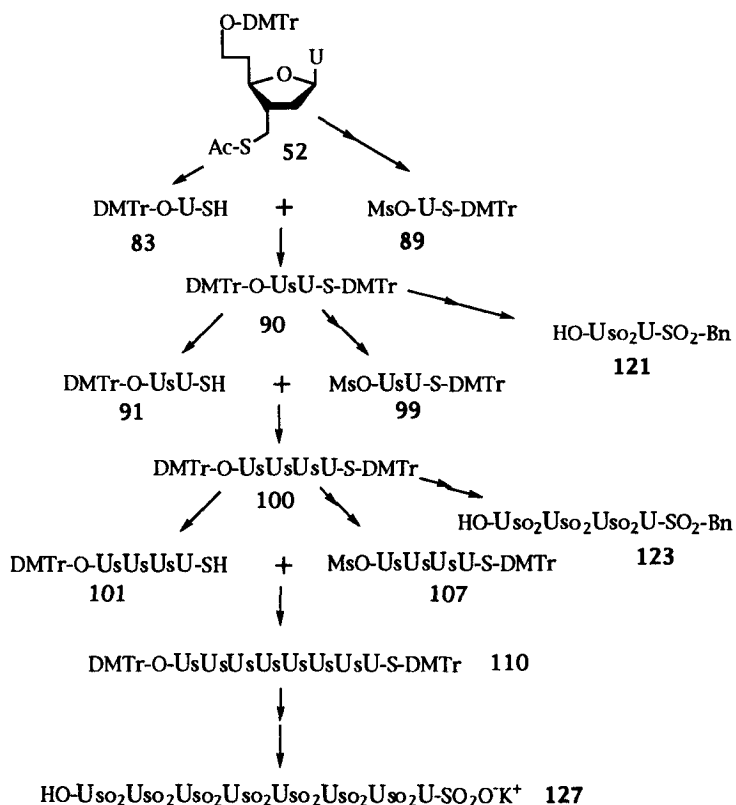 O-DMTr
U
O
Ac-S 52
DMTr-O-U-SH + MsO-U-S-DMTr
83 89
DMTr-O-UsU-S-DMTr
90
HO-Uso₂U-SO₂-Bn
121
DMTr-O-UsU-SH + MsO-UsU-S-DMTr
91 99
DMTr-O-UsUsUsU-S-DMTr
100
HO-Uso₂Uso₂Uso₂U-SO₂-Bn
123
DMTr-O-UsUsUsU-SH + MsO-UsUsUsU-S-DMTr
101 107
DMTr-O-UsUsUsUsUsUsUsU-S-DMTr 110
HO-Uso₂Uso₂Uso₂Uso₂Uso₂Uso₂Uso₂U-SO₂O⁻K⁺ 127